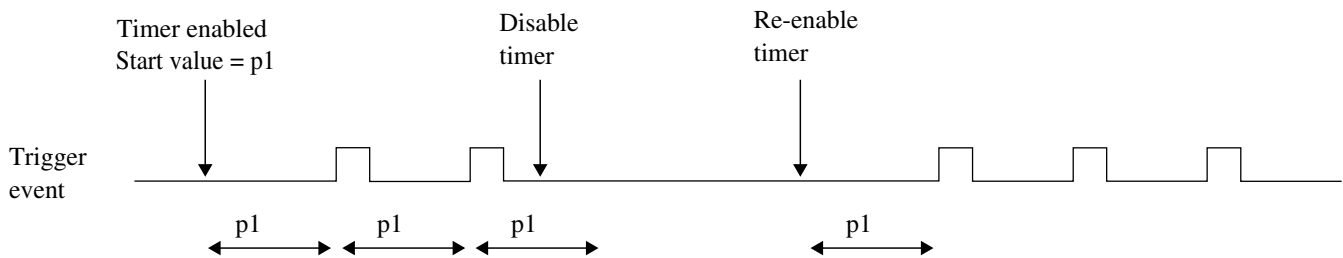 Timer enabled
Start value = p1
Disable
timer
Re-enable
timer
Trigger
event
p1
p1
p1
p1